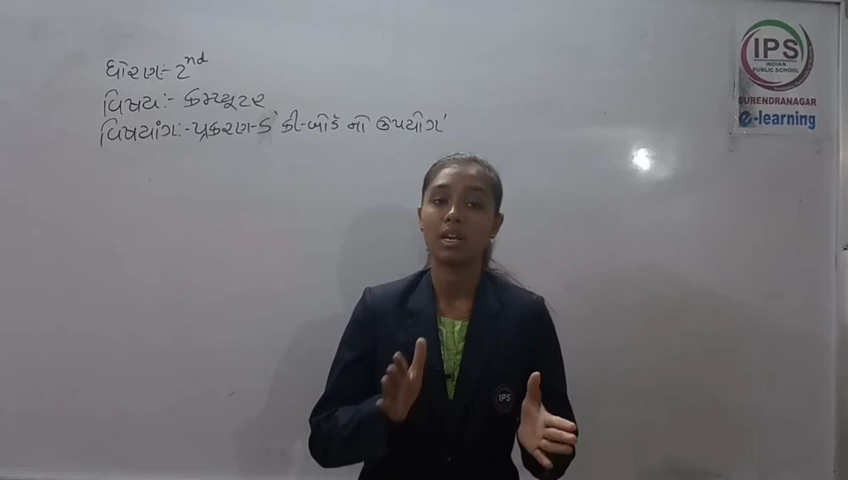 ધોરણ:- 2nd
વિષય:- કમ્પ્યૂટર
વિષયાંગ:- પ્રકરણ-5 'કી-બોર્ડ નો ઉપયોગ'
IPS
INDIAN
PUBLIC SCHOOL
SURENDRANAGAR
e-learning
IPS